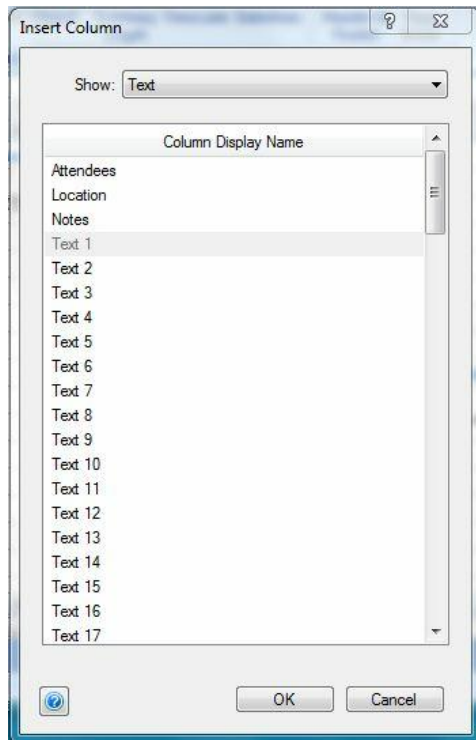 Insert Column
Show: Text
Column Display Name
Attendees
Location
Notes
Text 1
Text 2
Text 3
Text 4
Text 5
Text 6
Text 7
Text 8
Text 9
Text 10
Text 11
Text 12
Text 13
Text 14
Text 15
Text 16
Text 17
OK Cancel